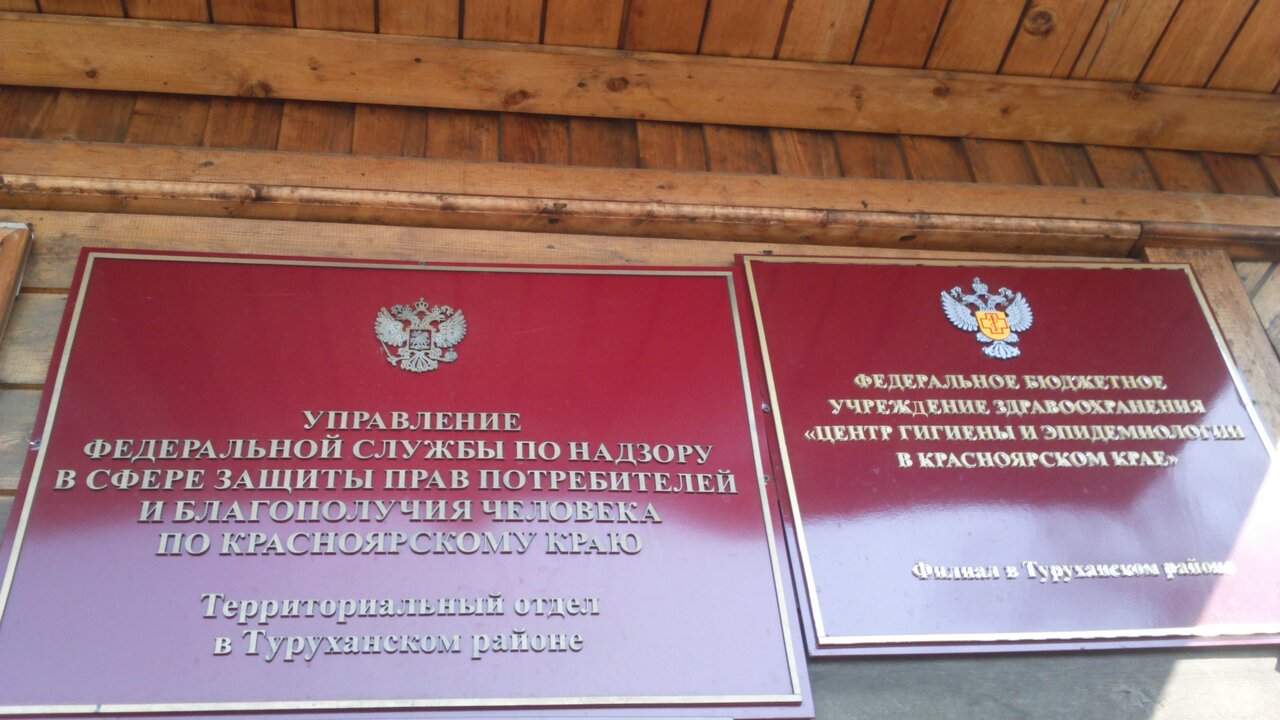 УПРАВЛЕНИЕ
ФЕДЕРАЛЬНОЙ СЛУЖБЫ ПО НАДЗОРУ
В СФЕРЕ ЗАЩИТЫ ПРАВ ПОТРЕБИТЕЛЕЙ
И БЛАГОПОЛУЧИЯ ЧЕЛОВЕКА
ПО КРАСНОЯРСКОМУ КРАЮ
Территориальный отдел
в Туруханском районе
ФЕДЕРАЛЬНОЕ БЮДЖЕТНОЕ
УЧРЕЖДЕНИЕ ЗДРАВООХРАНЕНИЯ
«ЦЕНТР ГИГИЕНЫ И ЭПИДЕМИОЛОГИИ
В КРАСНОЯРСКОМ КРАЕ»
Филиал в Туруханском районе